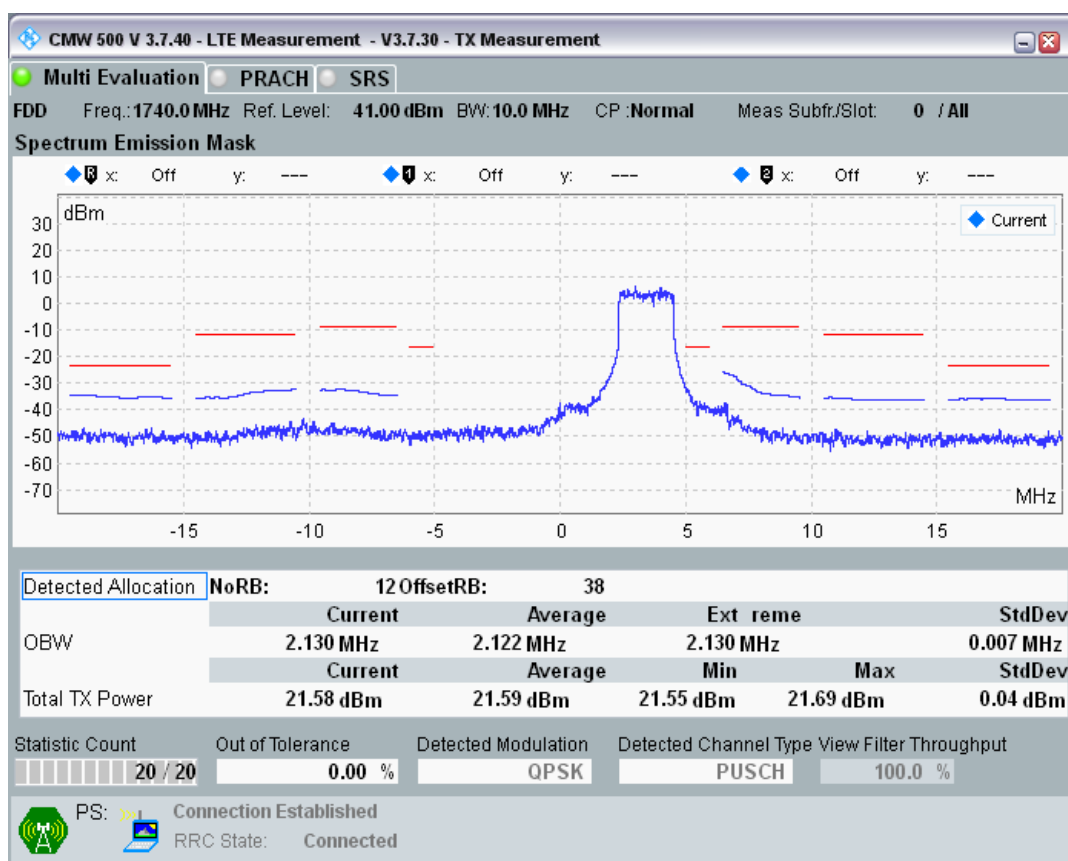 CMW 500 V 3.7.40 - LTE Measurement - V3.7.30 - TX Measurement
Multi Evaluation PRACH SRS
FDD Freq.: 1740.0 MHz Ref. Level: 41.00 dBm BW: 10.0 MHz CP :Normal Meas Subfr./Slot: 0 / All
Spectrum Emission Mask
R x: Off y: --- 1 x: Off y: --- 2 x: Off y: ---
dBm
Current
30
20
10
0
-10
-20
-30
-40
-50
-60
-70
MHz
-15 -10 -5 0 5 10 15
Detected Allocation NoRB: 12 OffsetRB: 38
Current Average Ext reme StdDev
OBW 2.130 MHz 2.122 MHz 2.130 MHz 0.007 MHz
Current Average Min Max StdDev
Total TX Power 21.58 dBm 21.59 dBm 21.55 dBm 21.69 dBm 0.04 dBm
Statistic Count Out of Tolerance Detected Modulation Detected Channel Type View Filter Throughput
20 / 20 0.00 % QPSK PUSCH 100.0 %
PS: Connection Established
RRC State: Connected